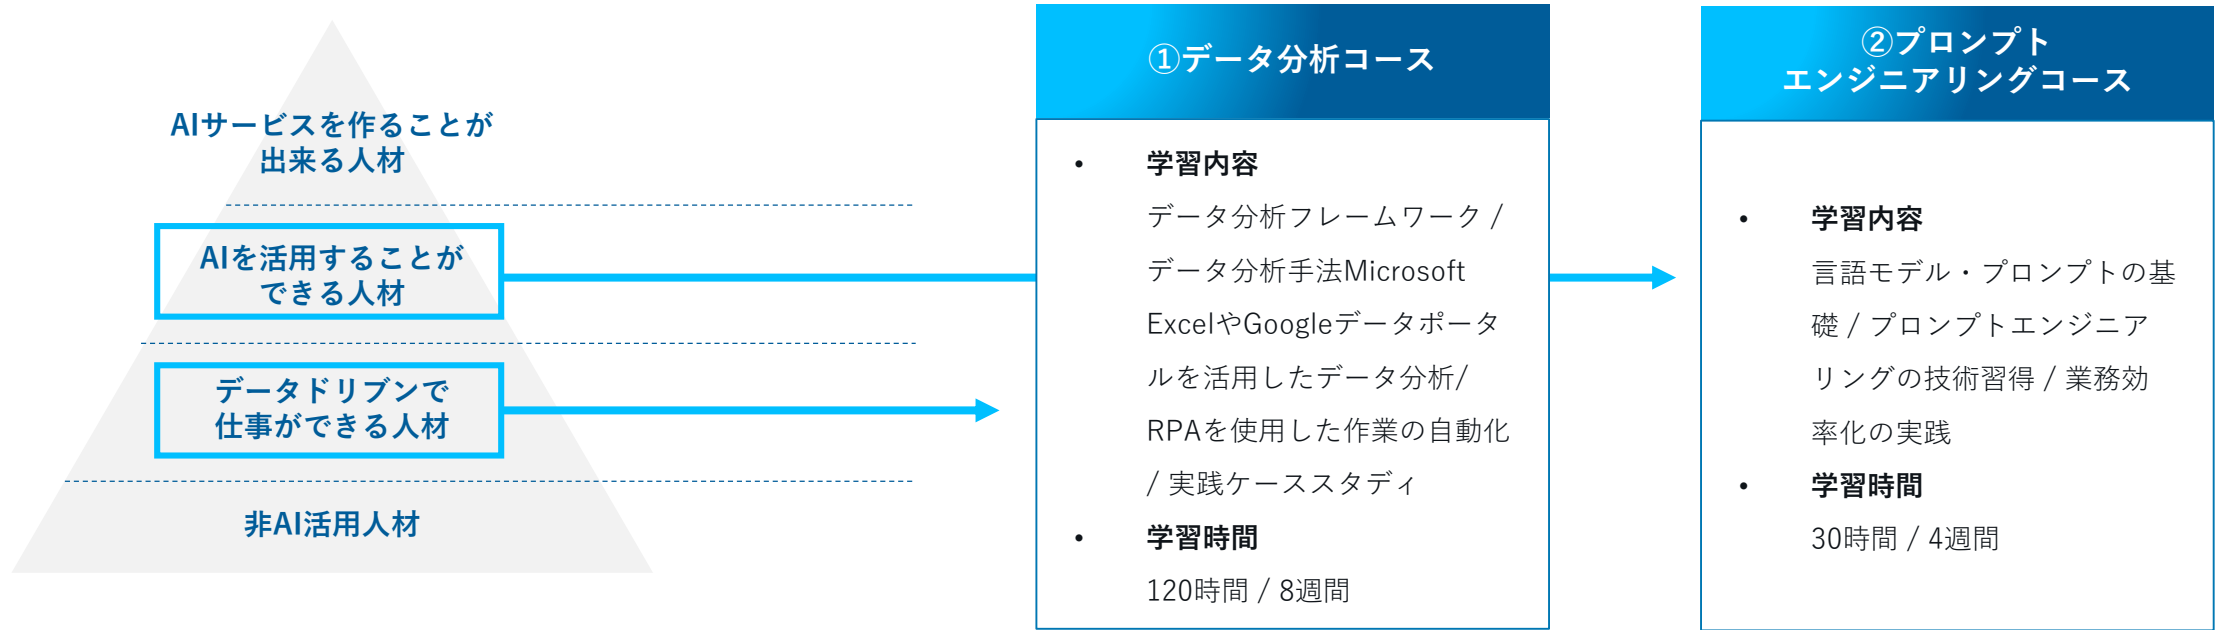 AIサービスを作ることが
出来る人材
AIを活用することが
できる人材
データドリブンで
仕事ができる人材
非AI活用人材
①データ分析コース
• 学習内容
データ分析フレームワーク /
データ分析手法Microsoft
ExcelやGoogleデータポータ
ルを活用したデータ分析/
RPAを使用した作業の自動化
/ 実践ケーススタディ
• 学習時間
120時間 / 8週間
②プロンプト
エンジニアリングコース
• 学習内容
言語モデル・プロンプトの基
礎 / プロンプトエンジニア
リングの技術習得 / 業務効
率化の実践
• 学習時間
30時間 / 4週間